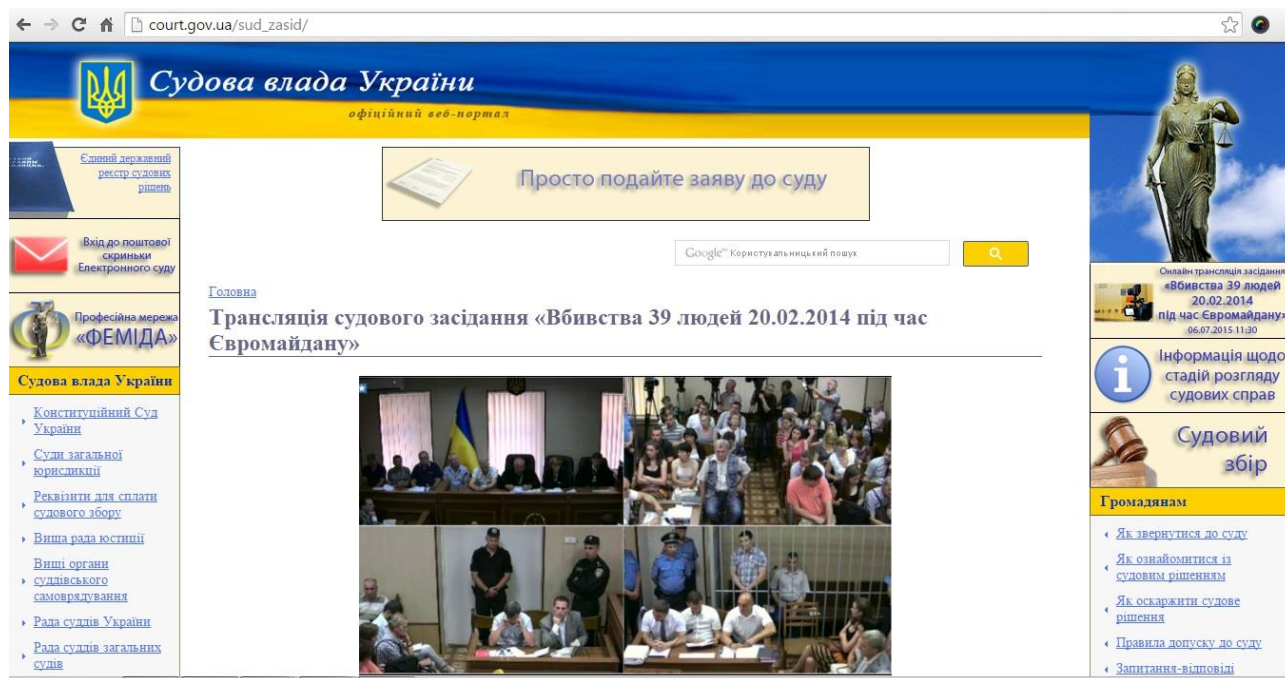 court.gov.ua/sud_zasid/
Судова влада України
офіційний веб-портал
Єдиний державний
реєстр судових
рішень
Вхід до поштової
скриньки
Електронного суду
Професійна мережа
«ФЕМІДА»
Судова влада України
Конституційний Суд
України
Суди загальної
юрисдикції
Реквізити для сплати
судового збору
Вища рада юстиції
Вищі органи
суддівського
самоврядування
Рада суддів України
Рада суддів загальних
судів
Просто подайте заяву до суду
Google™ Користувальницький пошук
Головна
Трансляція судового засідання «Вбивства 39 людей 20.02.2014 під час
Євромайдану»
Онлайн трансляція засідання
«Вбивства 39 людей
20.02.2014
під час Євромайдану»
06.07.2015 11:30
Інформація щодо
стадій розгляду
судових справ
Судовий
збір
Громадянам
Як звернутися до суду
Як ознайомитися із
судовим рішенням
Як оскаржити судове
рішення
Правила допуску до суду
Запитання-відповіді